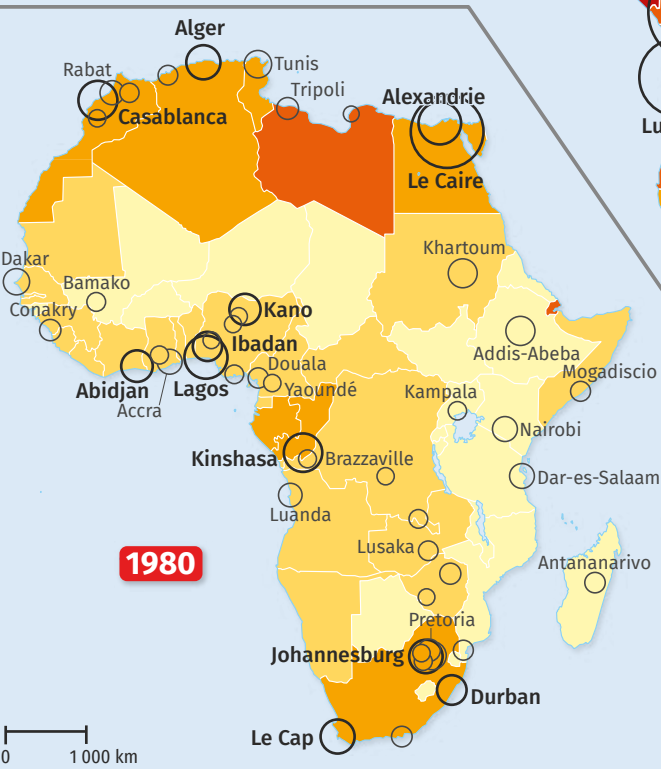 Alger
Rabat
Tunis
Tripoli
Alexandrie
Casablanca
Le Caire
Lu
Khartoum
Dakar
Bamako
Conakry
Kano
Ibadan
Addis-Abeba
Douala
Mogadiscio
Abidjan
Lagos
Yaoundé
Kampala
Accra
Nairobi
Kinshasa
Brazzaville
Dar-es-Salaam
Luanda
Lusaka
1980
Antananarivo
Pretoria
Johannesburg
Durban
Le Cap
0
1 000 km